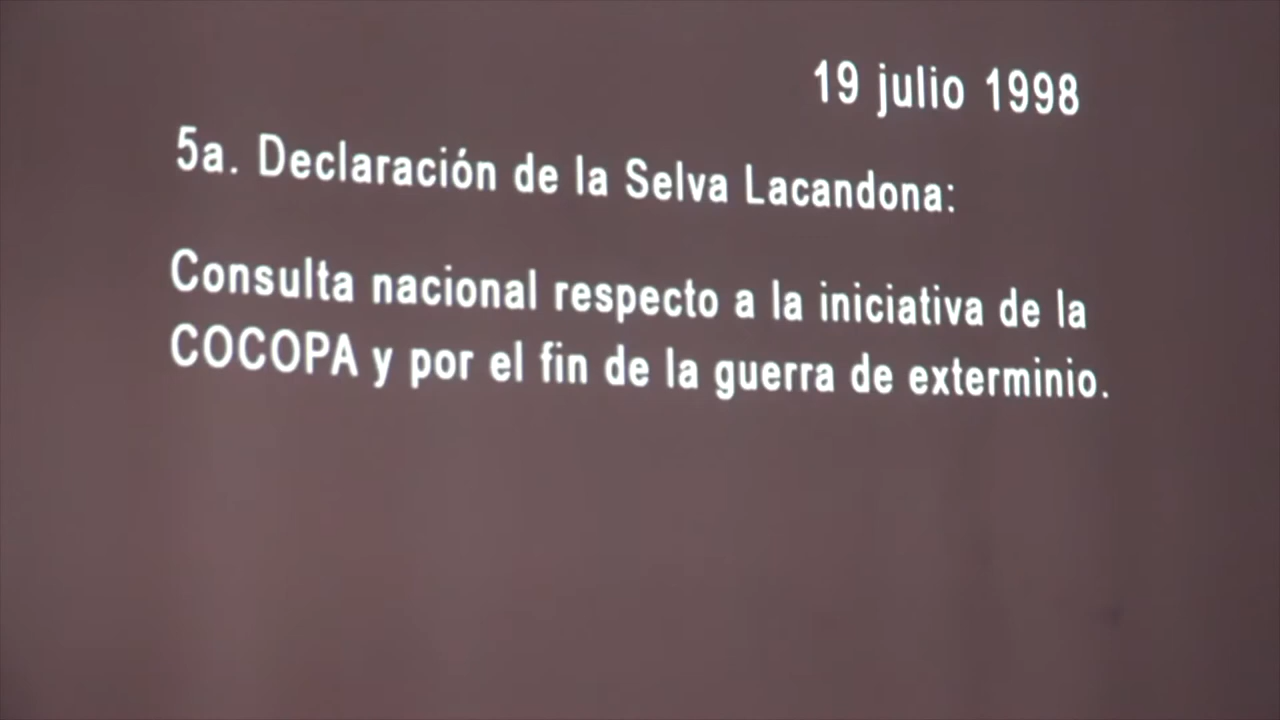 19 julio 1998
5a. Declaración de la Selva Lacandona:
Consulta nacional respecto a la iniciativa de la
COCOPA y por el fin de la guerra de exterminio.